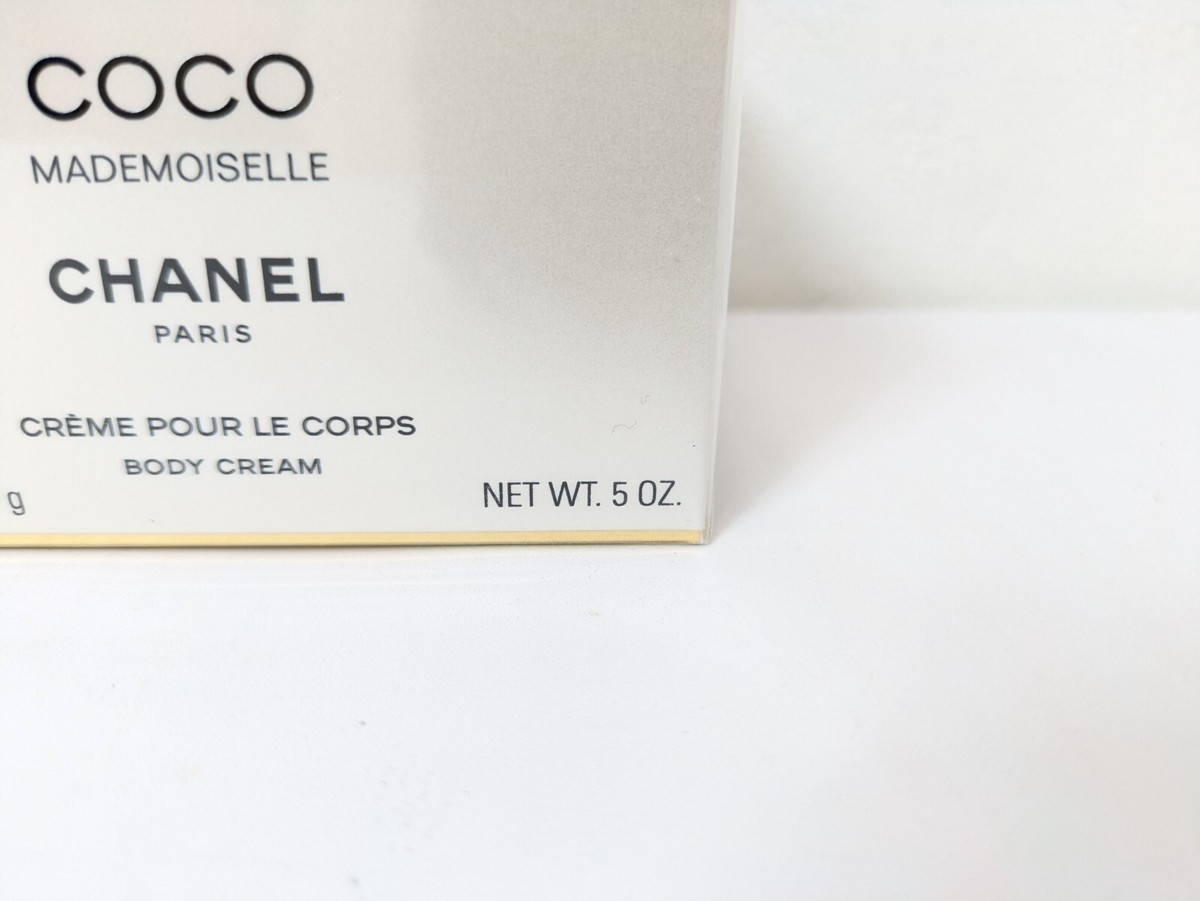 COCO
MADEMOISELLE
CHANEL
PARIS
CRÈME POUR LE CORPS
BODY CREAM
g NET WT. 5 OZ.